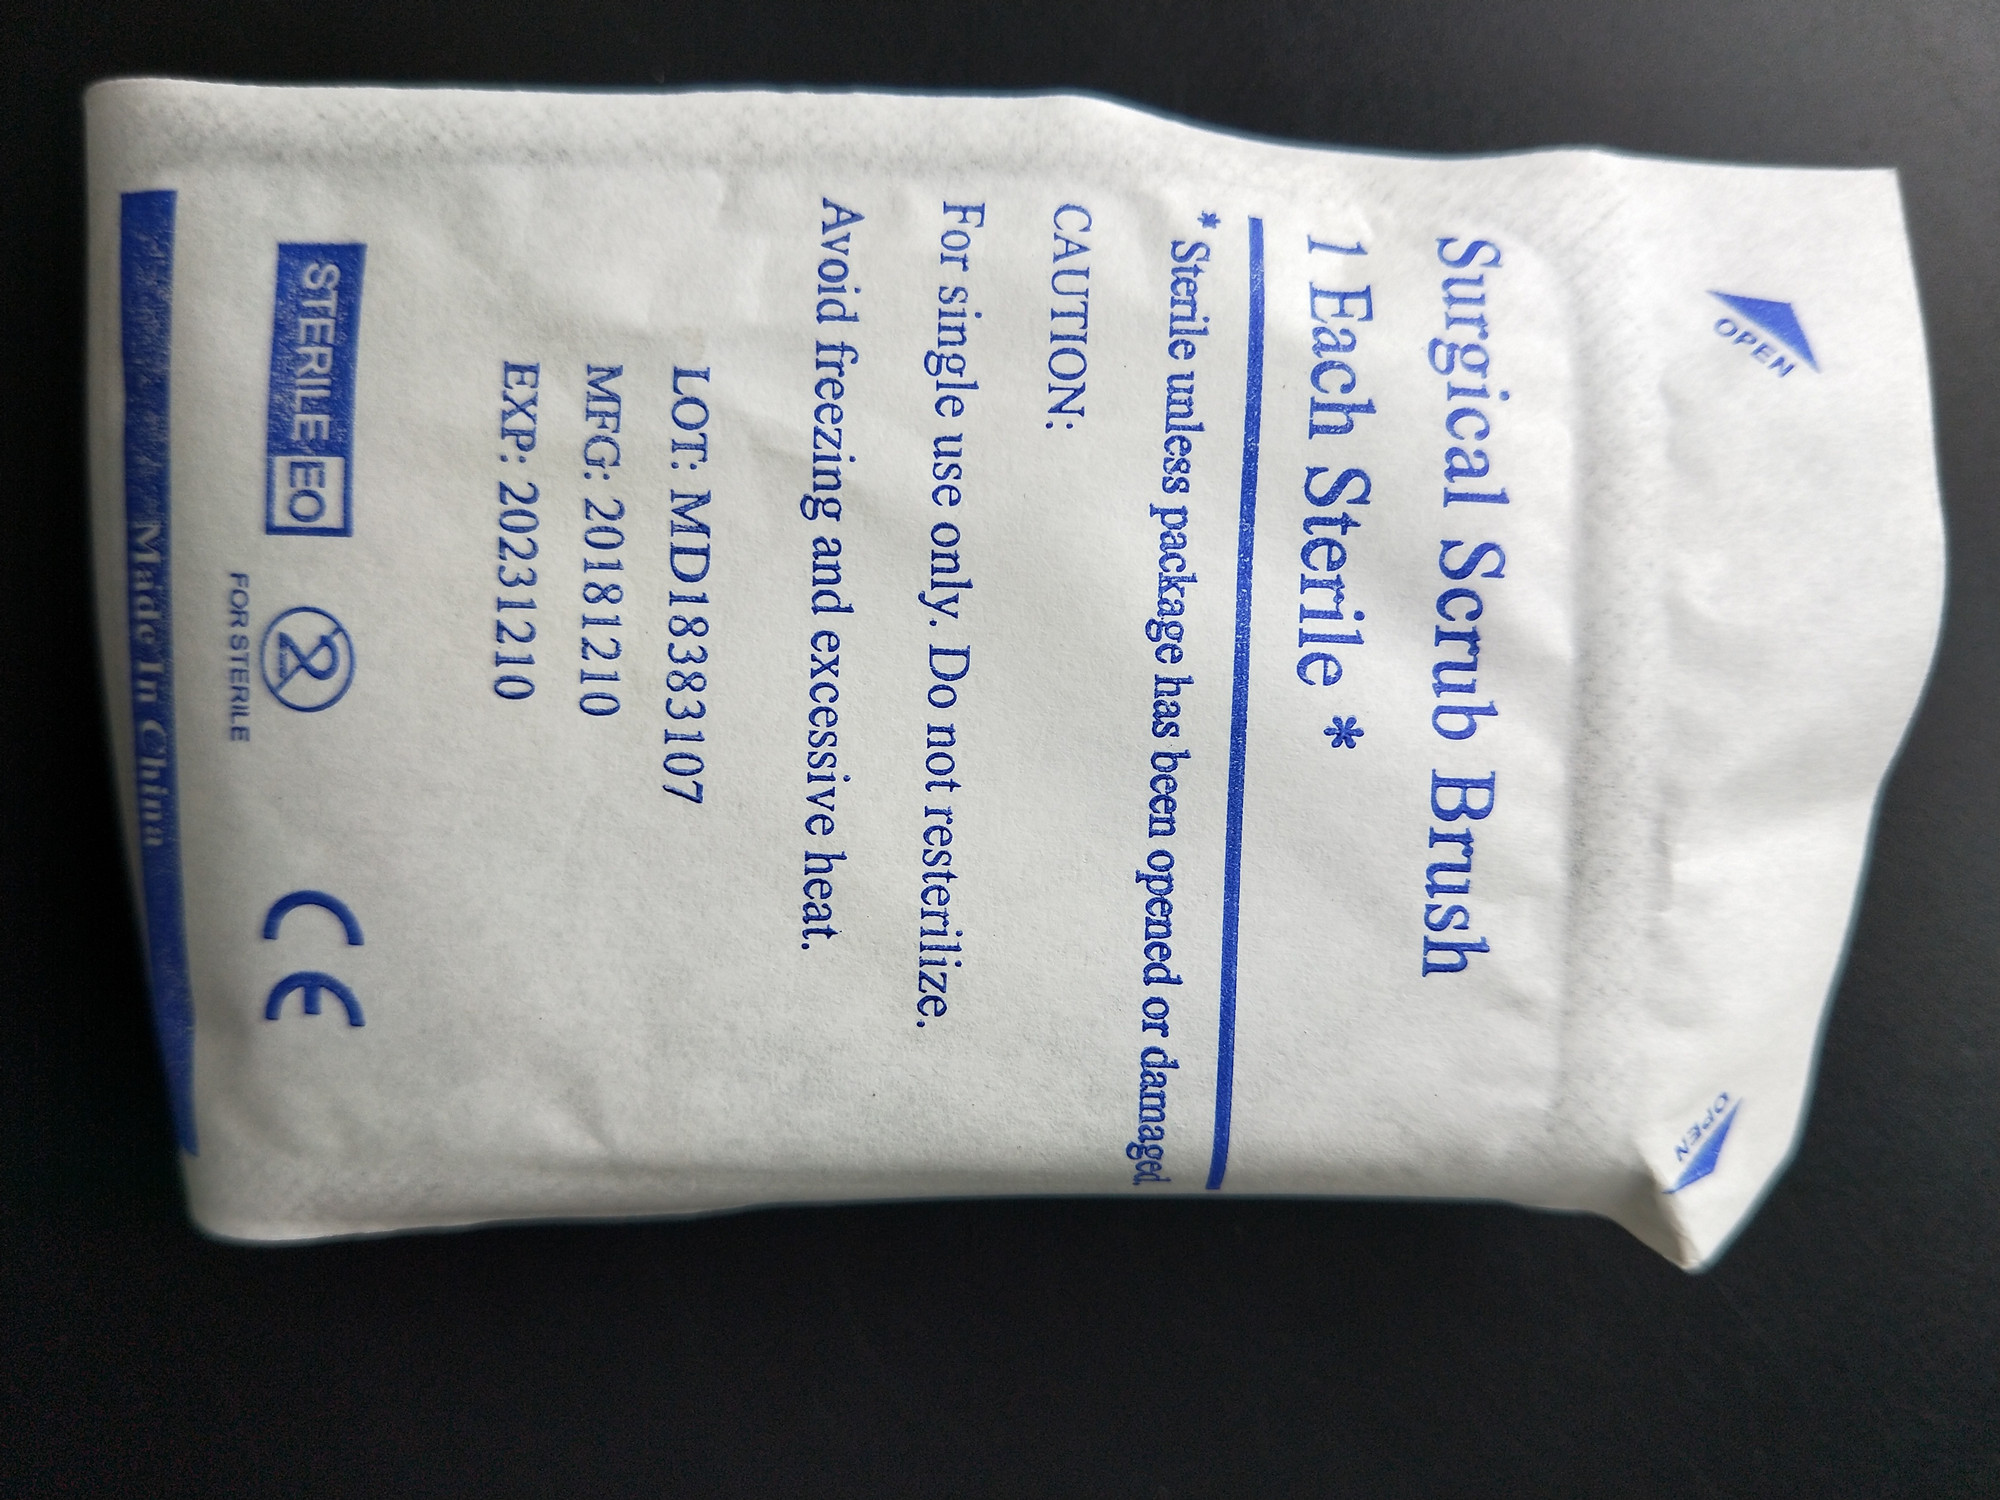 OPEN
OPEN
Surgical Scrub Brush
1 Each Sterile *
* Sterile unless package has been opened or damaged.
CAUTION:
For single use only. Do not resterilize.
Avoid freezing and excessive heat.
LOT: MD18383107
MFG: 20181210
EXP: 20231210
STERILE EO
2
FOR STERILE
CE
Made In China